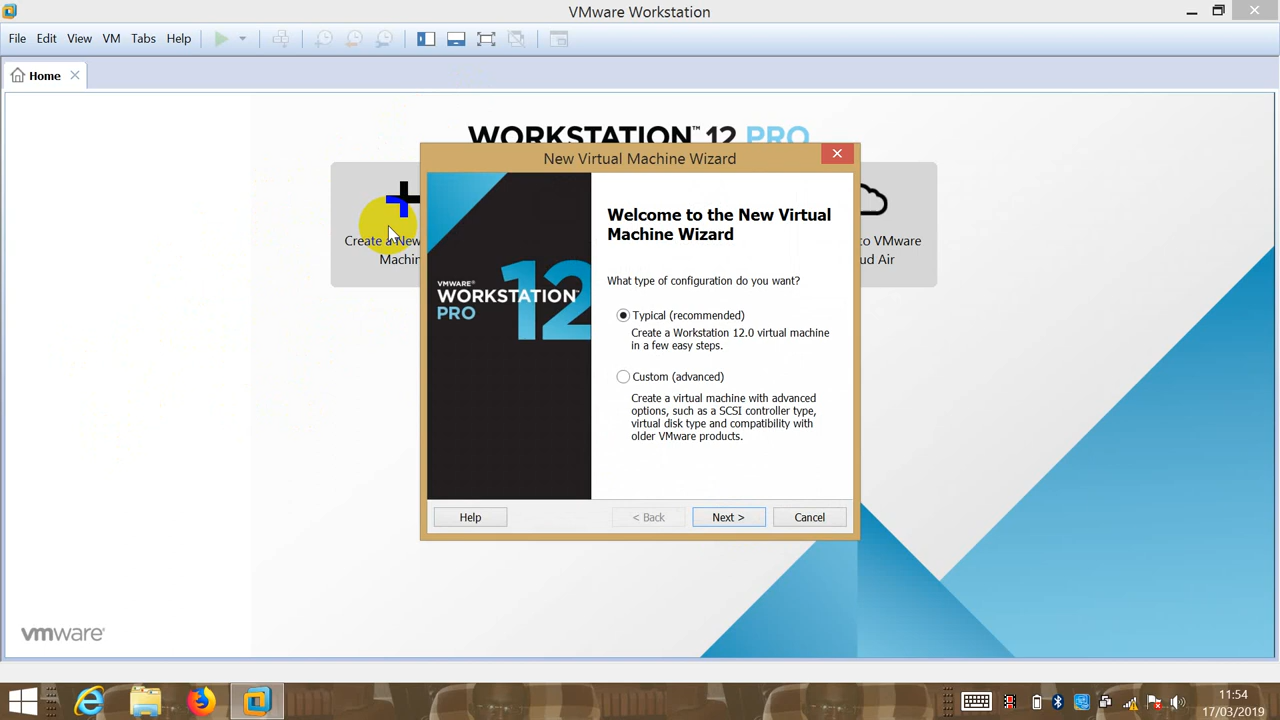 VMware Workstation
File Edit View VM Tabs Help
Home
WORKSTATION™ 12 PRO
New Virtual Machine Wizard
Create a New
Machin
to VMware
ud Air
VMWARE®
WORKSTATION™ 12
PRO
Welcome to the New Virtual
Machine Wizard
What type of configuration do you want?
Typical (recommended)
Create a Workstation 12.0 virtual machine
in a few easy steps.
Custom (advanced)
Create a virtual machine with advanced
options, such as a SCSI controller type,
virtual disk type and compatibility with
older VMware products.
Help < Back Next > Cancel
vmware®
11:54
17/03/2019